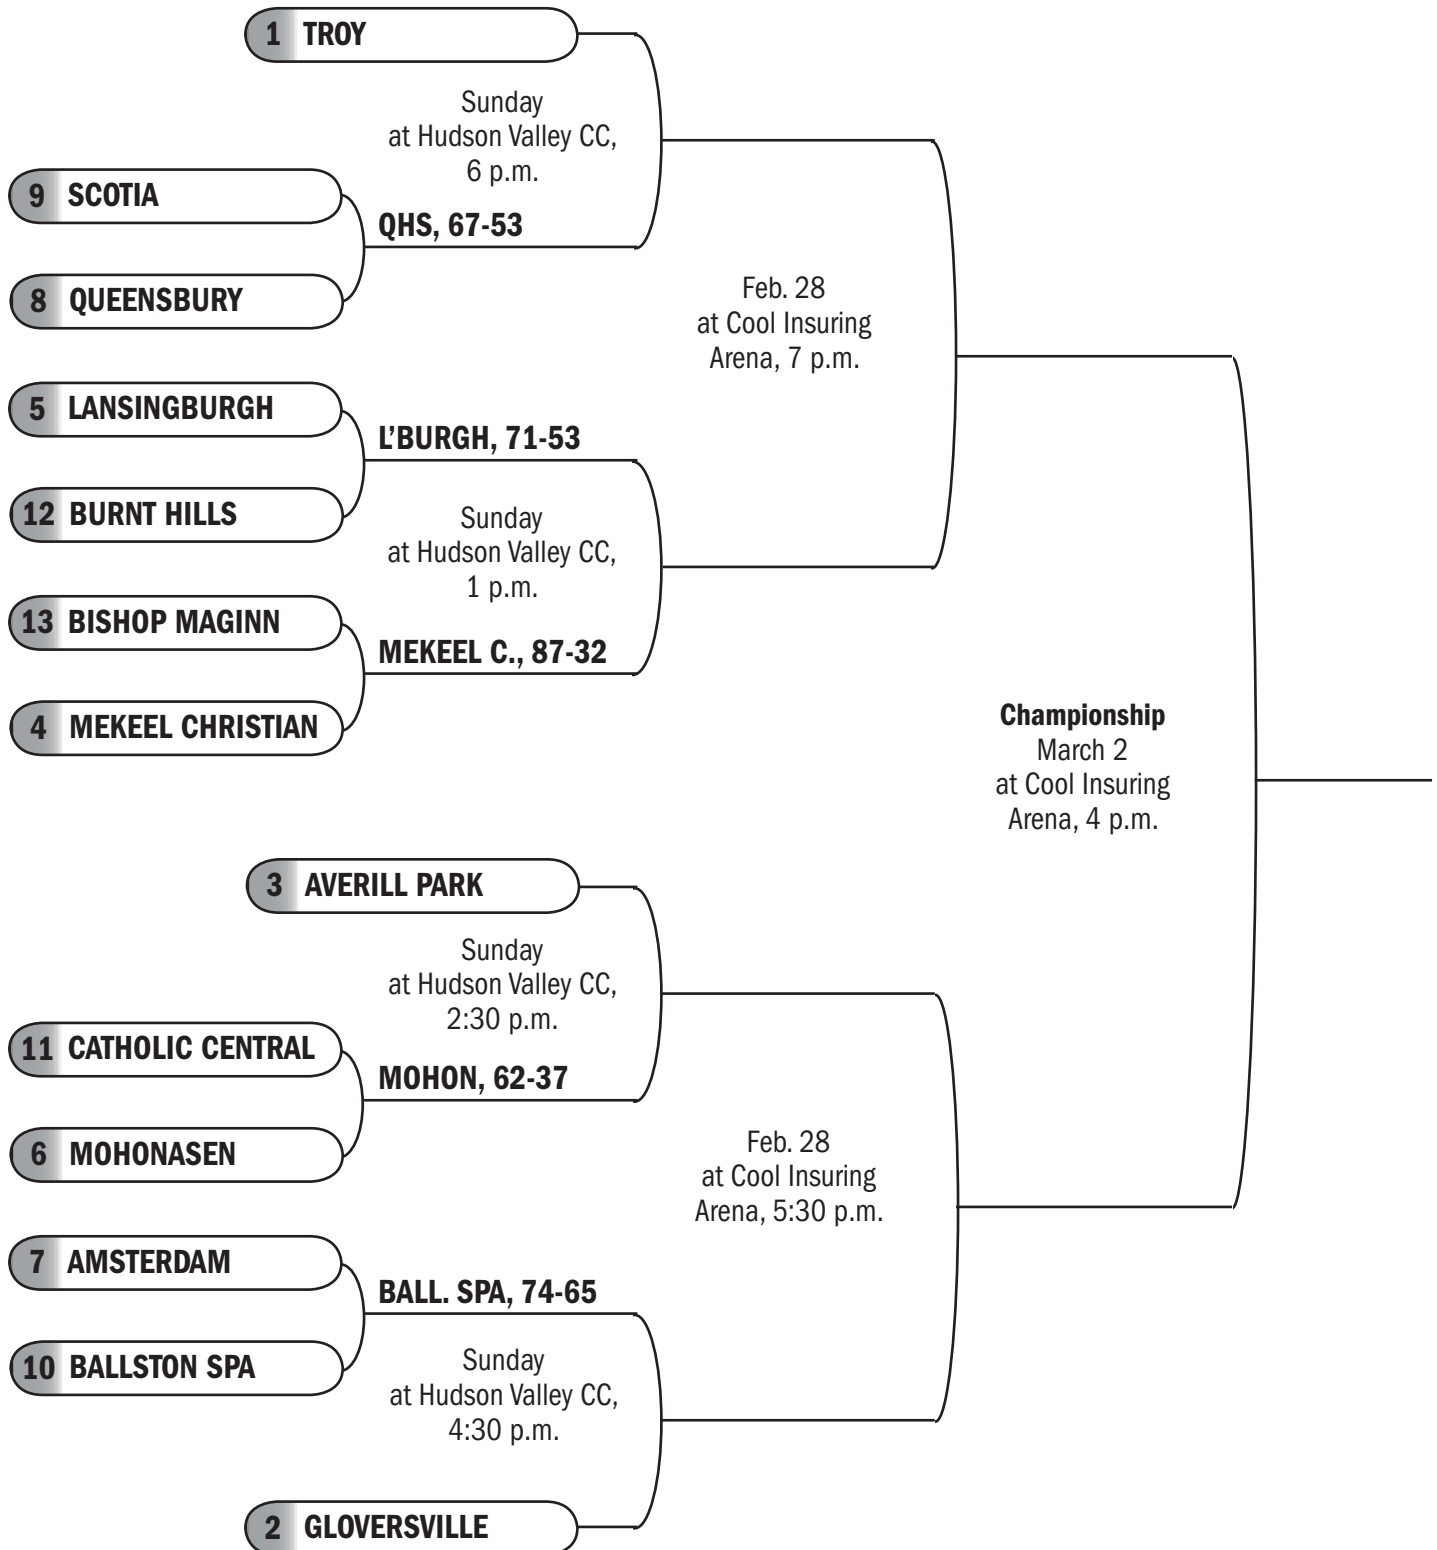 1 TROY
Sunday
at Hudson Valley CC,
6 p.m.
9 SCOTIA
QHS, 67-53
8 QUEENSBURY
Feb. 28
at Cool Insuring
Arena, 7 p.m.
5 LANSINGBURGH
L’BURGH, 71-53
12 BURNT HILLS
Sunday
at Hudson Valley CC,
1 p.m.
13 BISHOP MAGINN
MEKEEL C., 87-32
4 MEKEEL CHRISTIAN
Championship
March 2
at Cool Insuring
Arena, 4 p.m.
3 AVERILL PARK
Sunday
at Hudson Valley CC,
2:30 p.m.
11 CATHOLIC CENTRAL
MOHON, 62-37
6 MOHONASEN
Feb. 28
at Cool Insuring
Arena, 5:30 p.m.
7 AMSTERDAM
BALL. SPA, 74-65
10 BALLSTON SPA
Sunday
at Hudson Valley CC,
4:30 p.m.
2 GLOVERSVILLE